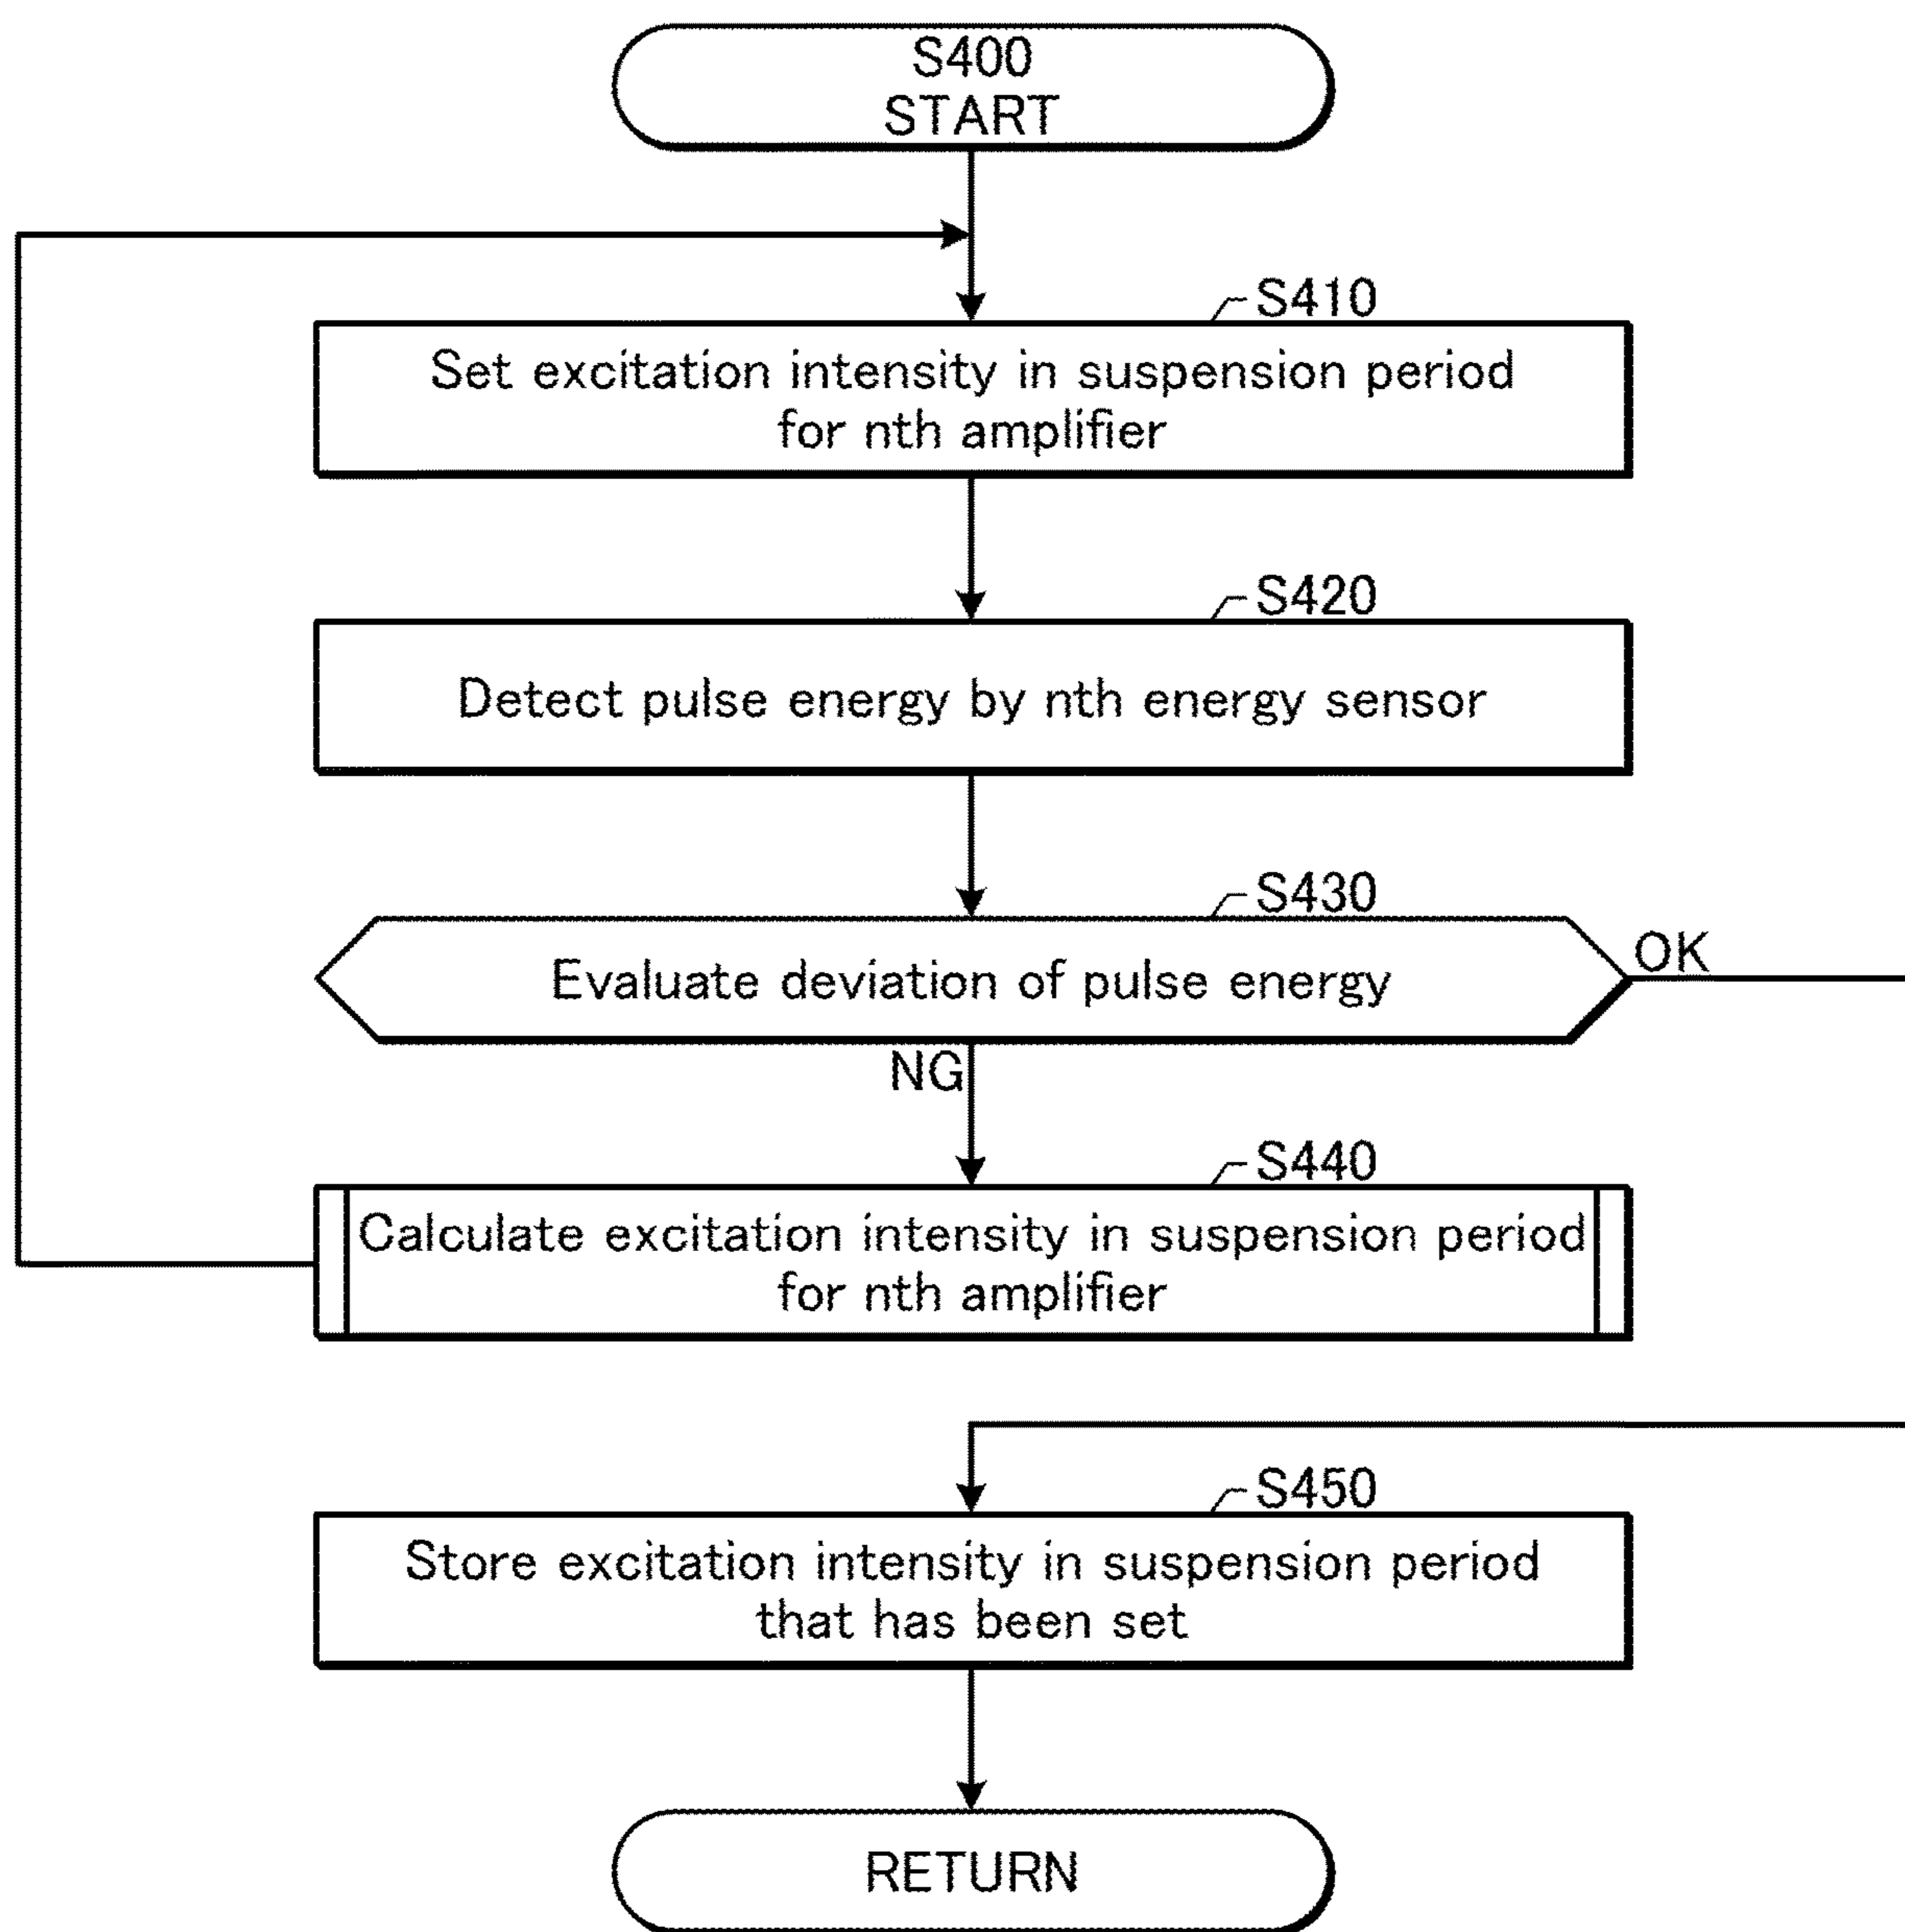 S400
START
S410
Set excitation intensity in suspension period
for nth amplifier
S420
Detect pulse energy by nth energy sensor
S430
Evaluate deviation of pulse energy
OK
NG
S440
Calculate excitation intensity in suspension period
for nth amplifier
S450
Store excitation intensity in suspension period
that has been set
RETURN